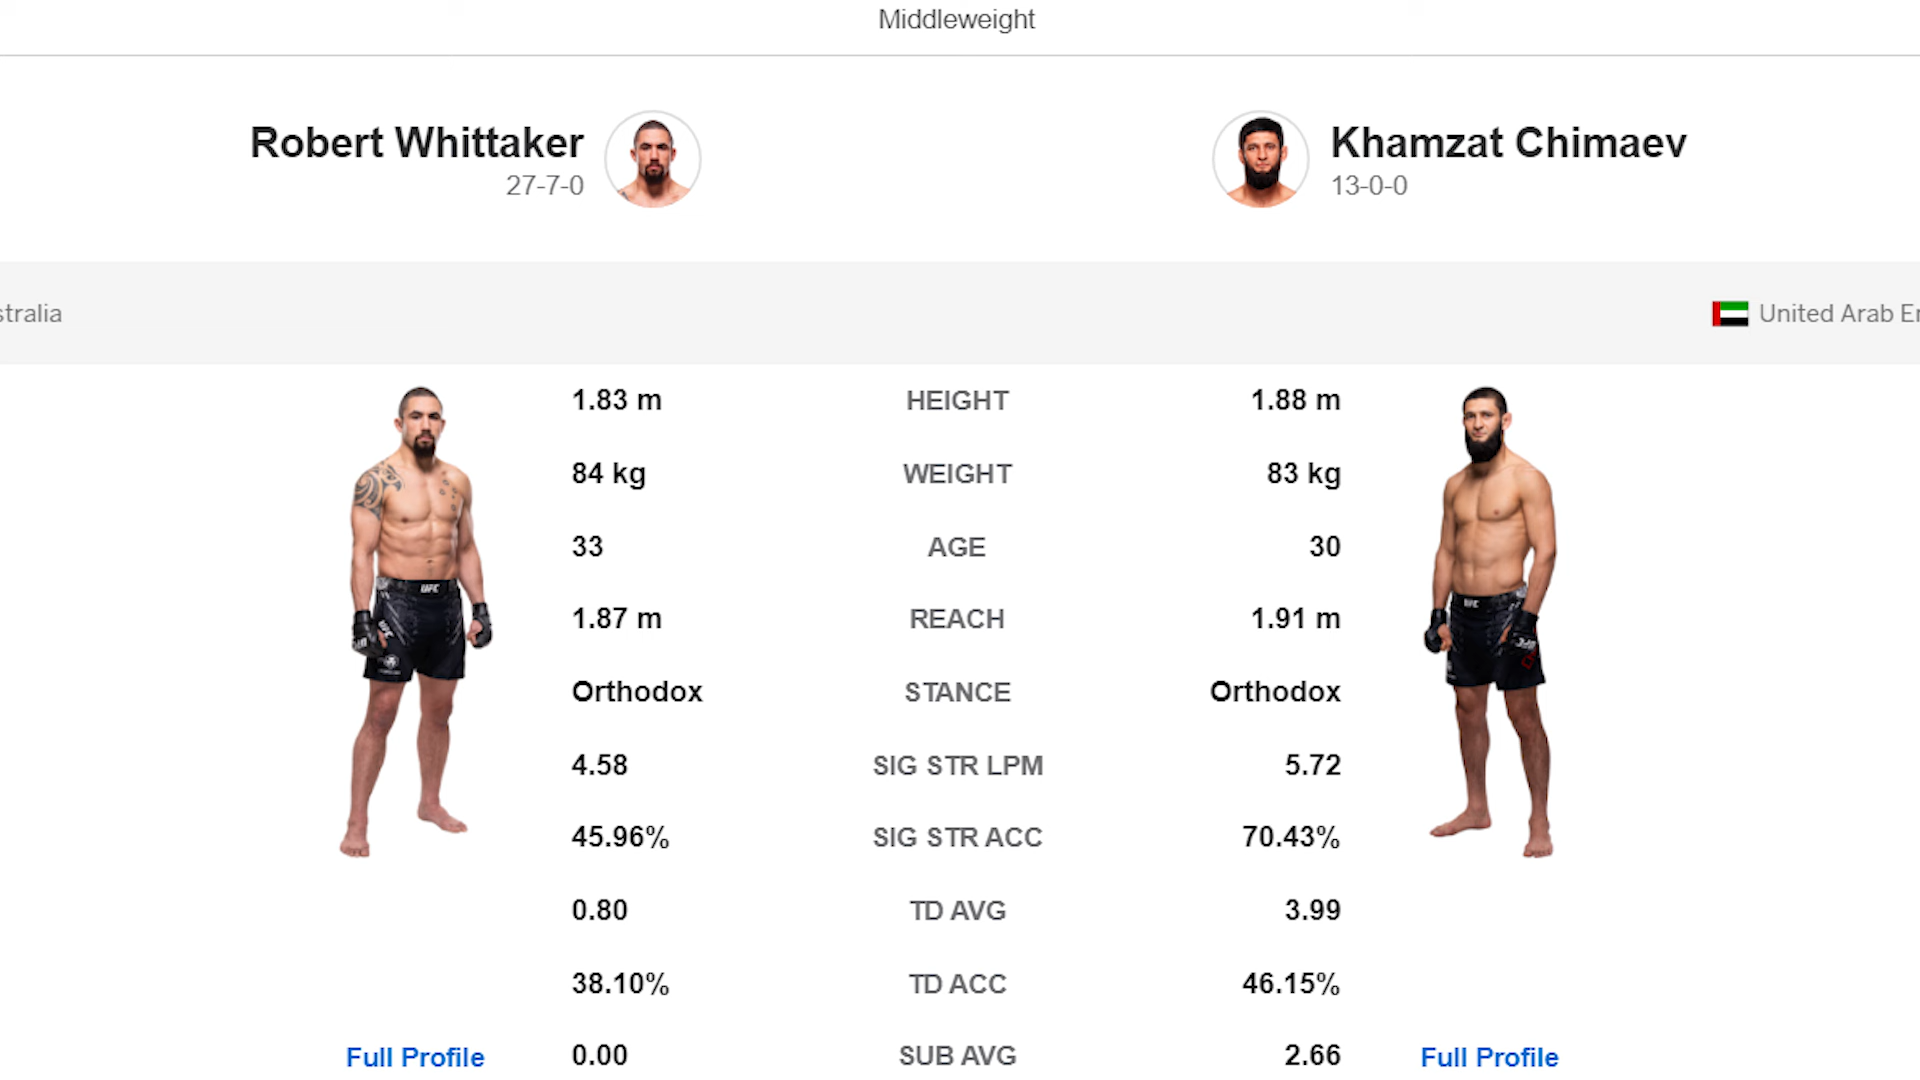 Middleweight
Robert Whittaker
27-7-0
Khamzat Chimaev
13-0-0
stralia
United Arab Er
1.83 m HEIGHT 1.88 m
84 kg WEIGHT 83 kg
33 AGE 30
1.87 m REACH 1.91 m
Orthodox STANCE Orthodox
4.58 SIG STR LPM 5.72
45.96% SIG STR ACC 70.43%
0.80 TD AVG 3.99
38.10% TD ACC 46.15%
Full Profile 0.00 SUB AVG 2.66 Full Profile
UFC
UFC